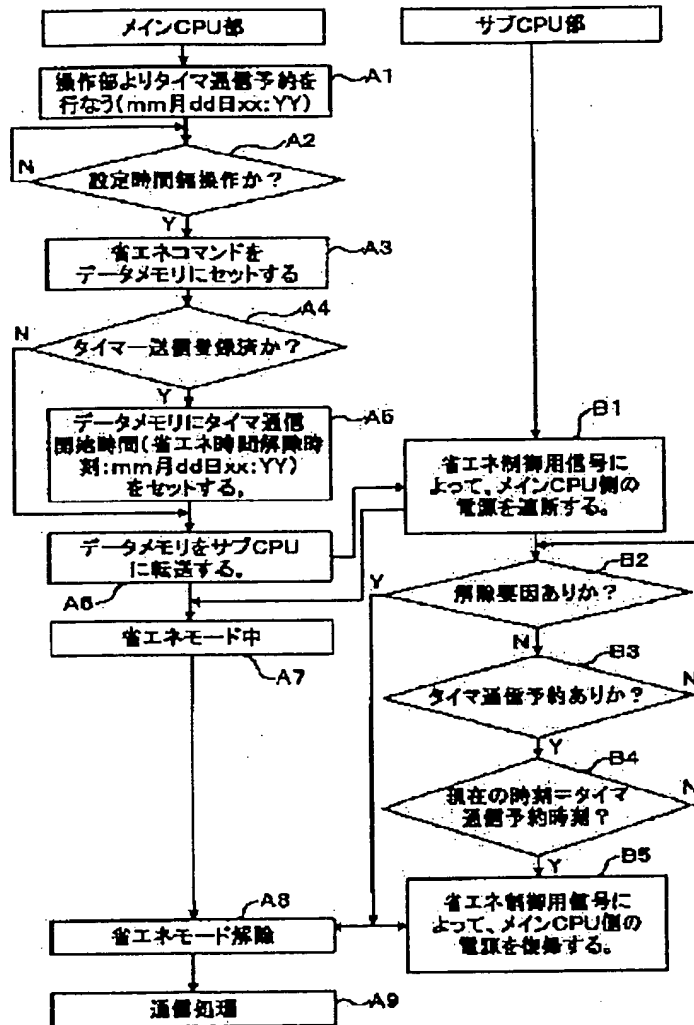 メインCPU部
サブCPU部
操作部よりタイマ通信予約を
行なう(mm月dd日xx:YY)
A1
A2
N
設定時間無操作か?
Y
省エネコマンドを
データメモリにセットする
A3
A4
N
タイマー送信登録済か?
Y
データメモリにタイマ通信
開始時間(省エネ時間解除時
刻:mm月dd日xx:YY)
をセットする。
A5
B1
省エネ制御用信号に
よって、メインCPU側の
電源を遮断する。
データメモリをサブCPU
に転送する。
A6
B2
Y
解除要因ありか?
N
省エネモード中
A7
B3
N
タイマ通信予約ありか?
Y
B4
N
現在の時刻=タイマ
通信予約時刻?
Y
B5
省エネ制御用信号に
よって、メインCPU側の
電源を復帰する。
A8
省エネモード解除
通信処理
A9